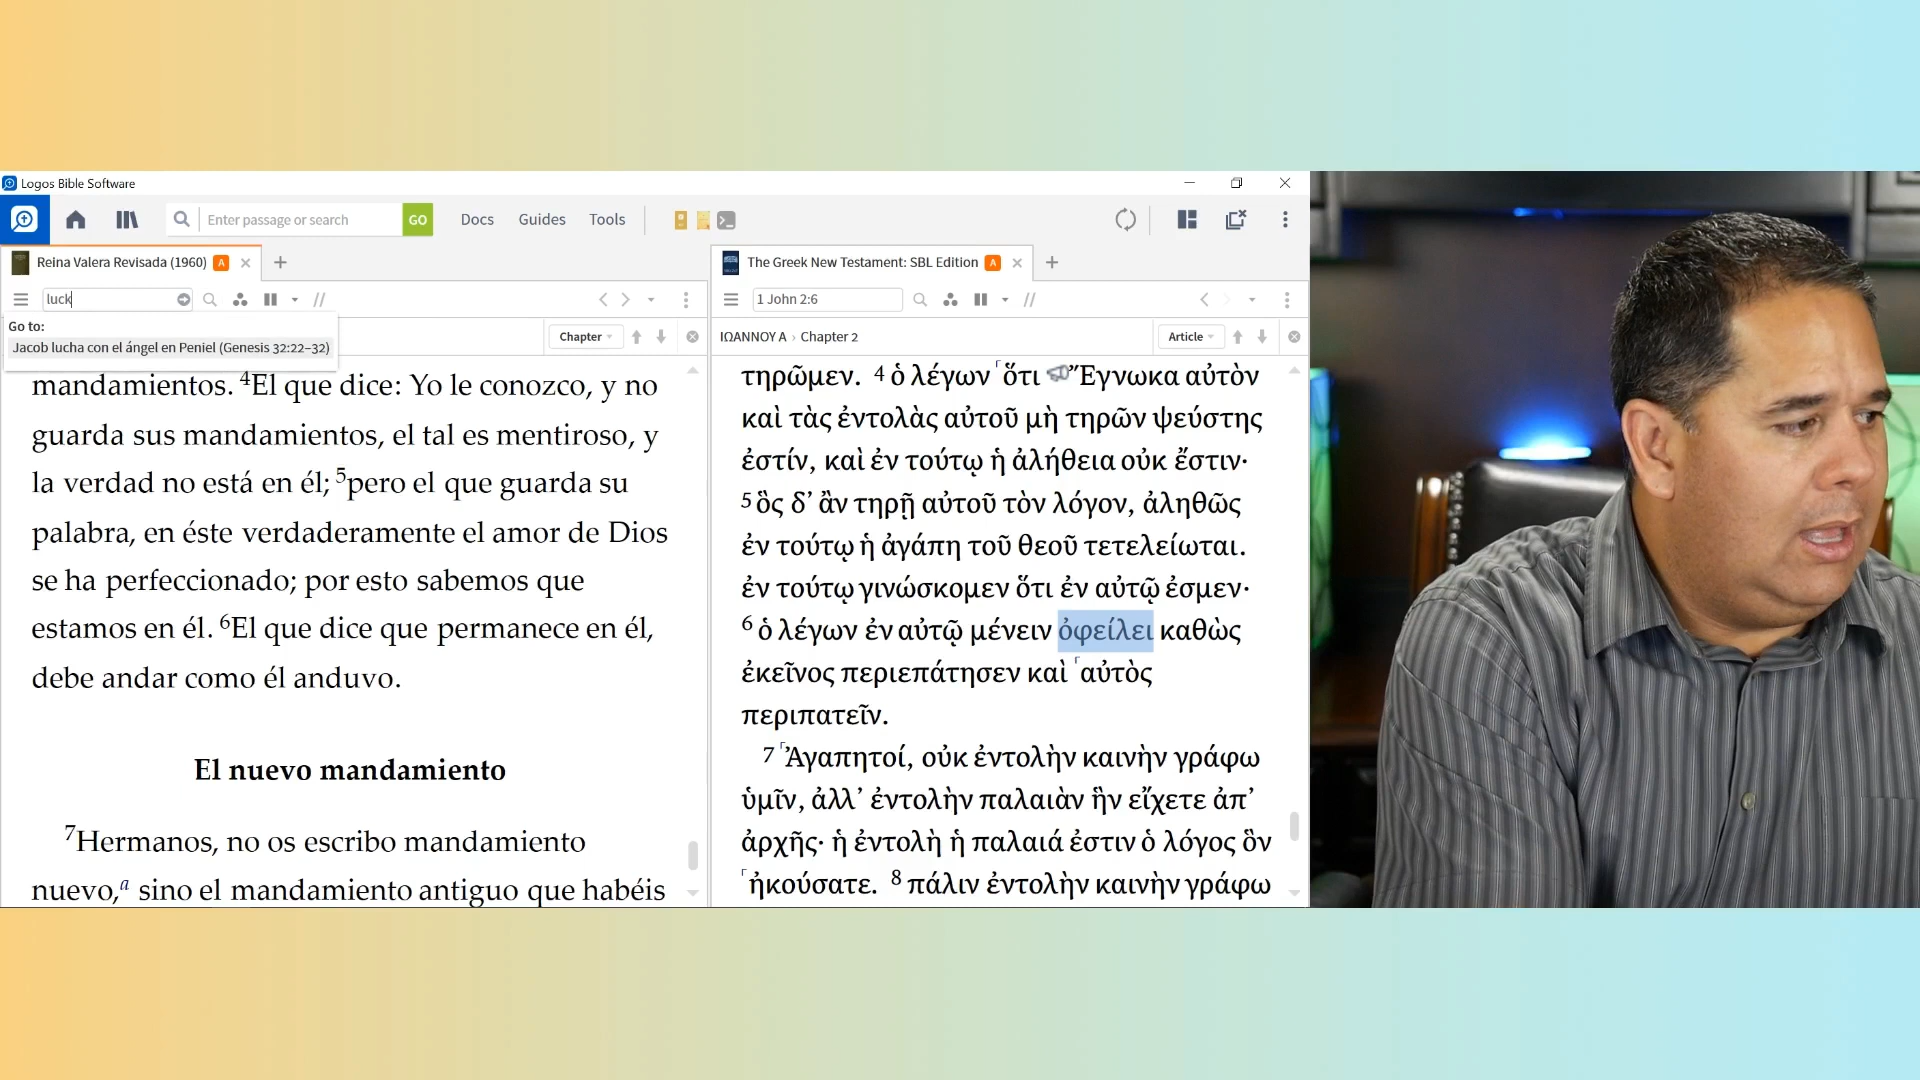 Logos Bible Software
Enter passage or search
GO
Docs
Guides
Tools
Reina Valera Revisada (1960) A
luck
Go to:
Jacob lucha con el ángel en Peniel (Genesis 32:22–32)
Chapter
mandamientos. 4El que dice: Yo le conozco, y no
guarda sus mandamientos, el tal es mentiroso, y
la verdad no está en él; 5pero el que guarda su
palabra, en éste verdaderamente el amor de Dios
se ha perfeccionado; por esto sabemos que
estamos en él. 6El que dice que permanece en él,
debe andar como él anduvo.
El nuevo mandamiento
7Hermanos, no os escribo mandamiento
nuevo,a sino el mandamiento antiguo que habéis
The Greek New Testament: SBL Edition A
1 John 2:6
ΙΩΑΝΝΟΥ Α › Chapter 2
Article
τηρῶμεν. 4 ὁ λέγων ⸀ὅτι Ἔγνωκα αὐτὸν
καὶ τὰς ἐντολὰς αὐτοῦ μὴ τηρῶν ψεύστης
ἐστίν, καὶ ἐν τούτῳ ἡ ἀλήθεια οὐκ ἔστιν·
5 ὃς δ’ ἂν τηρῇ αὐτοῦ τὸν λόγον, ἀληθῶς
ἐν τούτῳ ἡ ἀγάπη τοῦ θεοῦ τετελείωται.
ἐν τούτῳ γινώσκομεν ὅτι ἐν αὐτῷ ἐσμεν·
6 ὁ λέγων ἐν αὐτῷ μένειν ὀφείλει καθὼς
ἐκεῖνος περιεπάτησεν καὶ ⸀αὐτὸς
περιπατεῖν.
7 ⸀Ἀγαπητοί, οὐκ ἐντολὴν καινὴν γράφω
ὑμῖν, ἀλλ’ ἐντολὴν παλαιὰν ἣν εἴχετε ἀπ’
ἀρχῆς· ἡ ἐντολὴ ἡ παλαιά ἐστιν ὁ λόγος ὃν
⸀ἠκούσατε. 8 πάλιν ἐντολὴν καινὴν γράφω